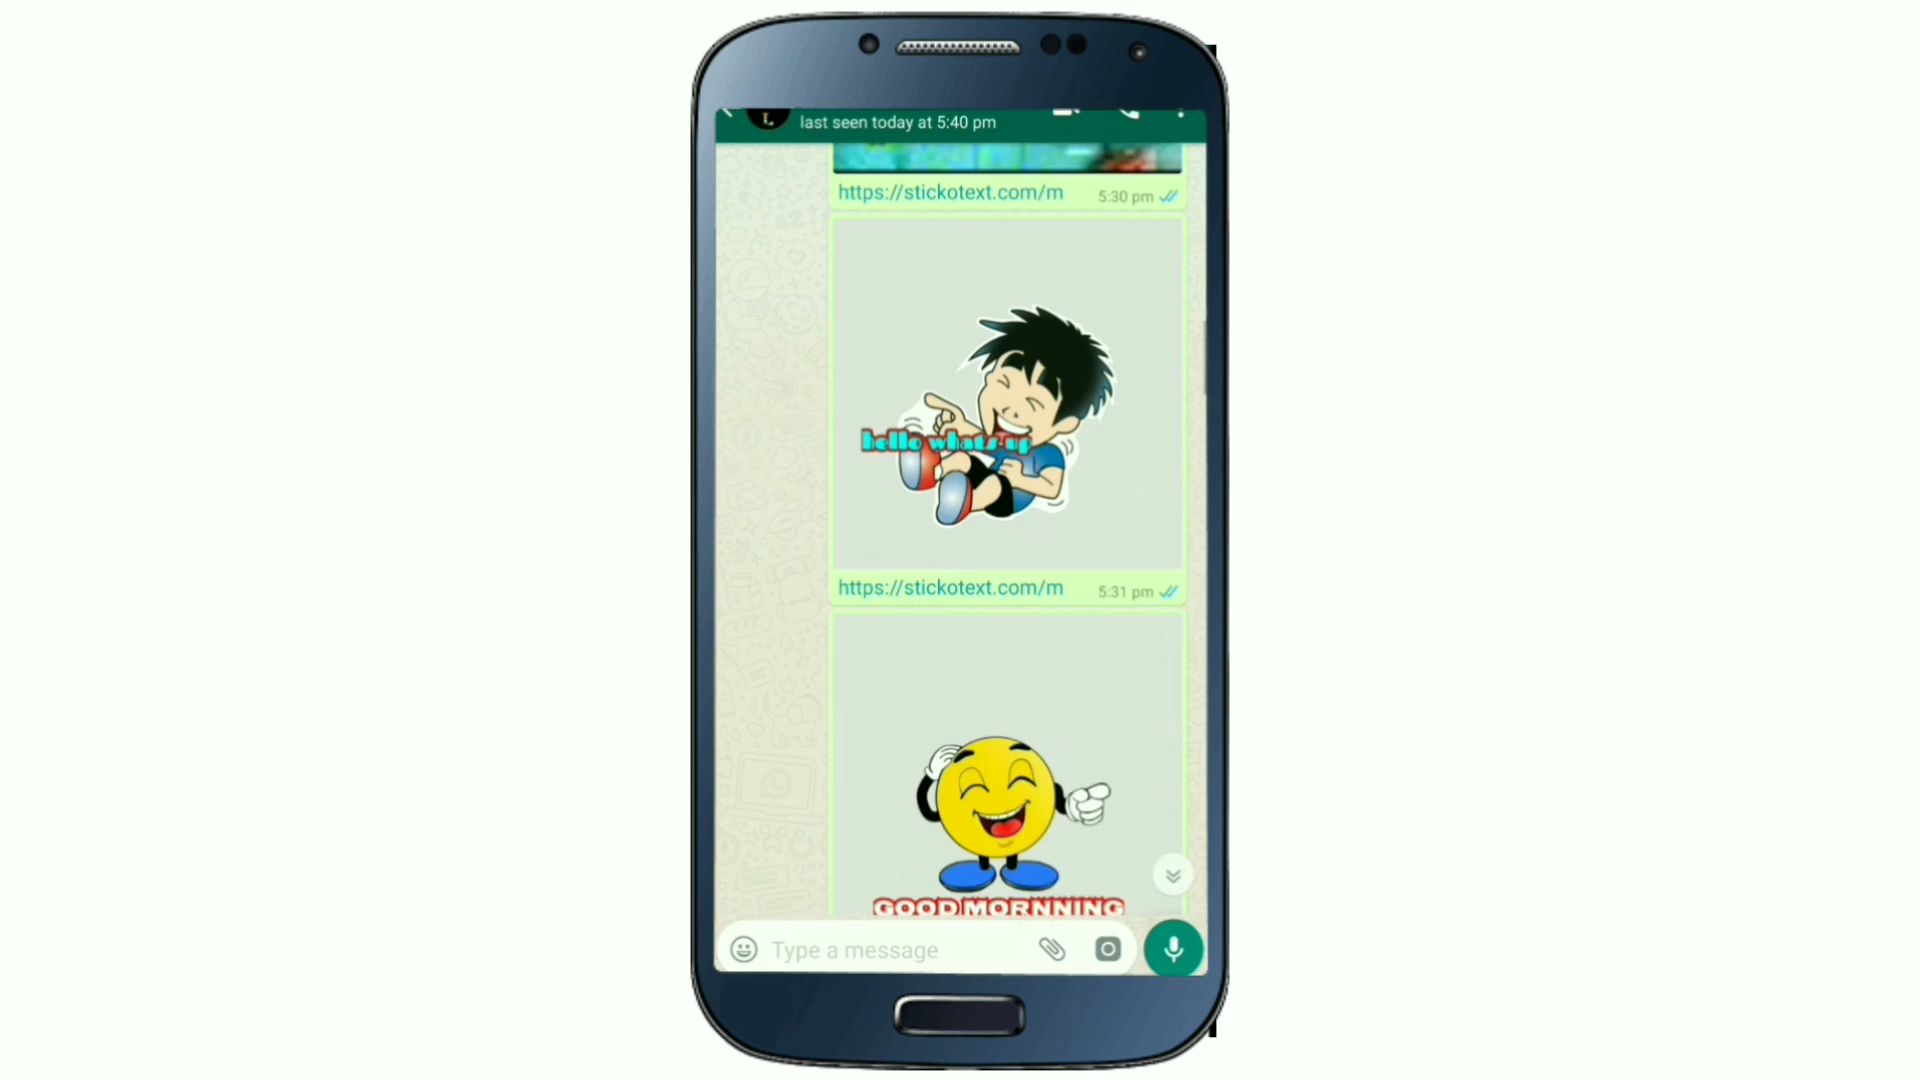 L
last seen today at 5:40 pm
https://stickotext.com/m
5:30 pm
hello whats up
https://stickotext.com/m
5:31 pm
GOOD MORNNING
Type a message